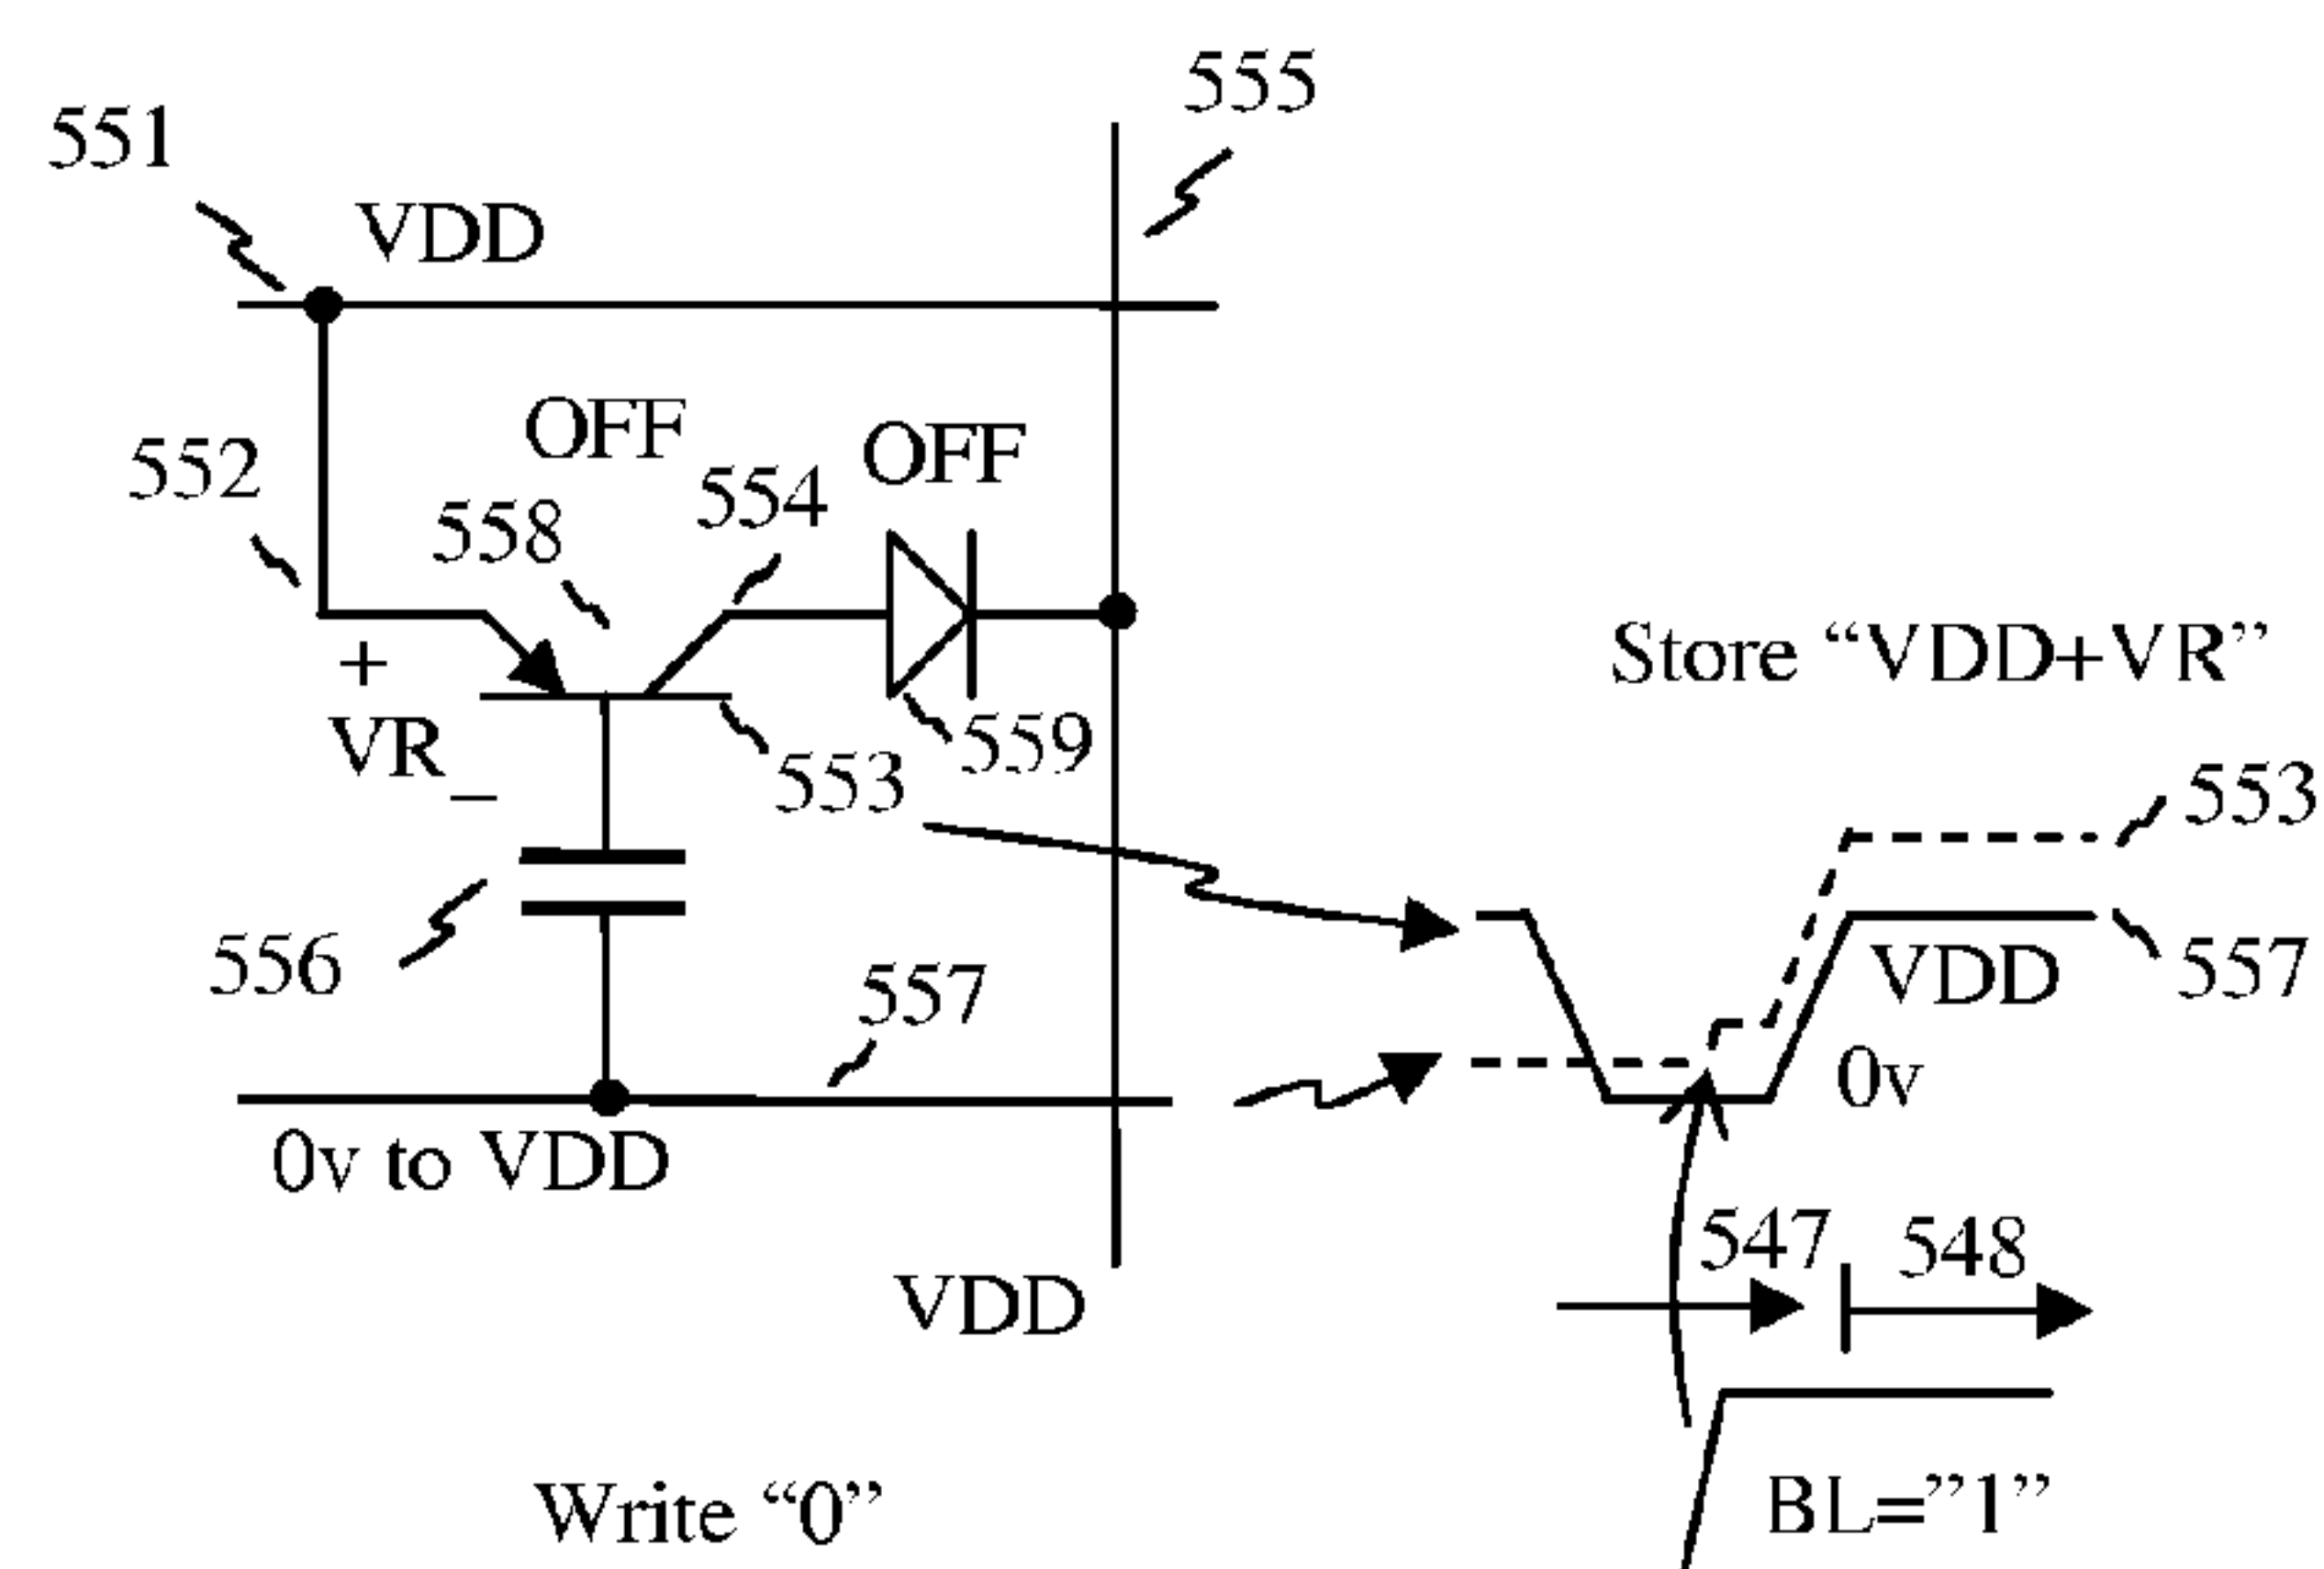 555
551
VDD
OFF
OFF
552
554
558
Store “VDD+VR”
+
VR_
559
553
553
556
557
VDD
557
0v
0v to VDD
547
548
VDD
Write “0”
BL=”1”